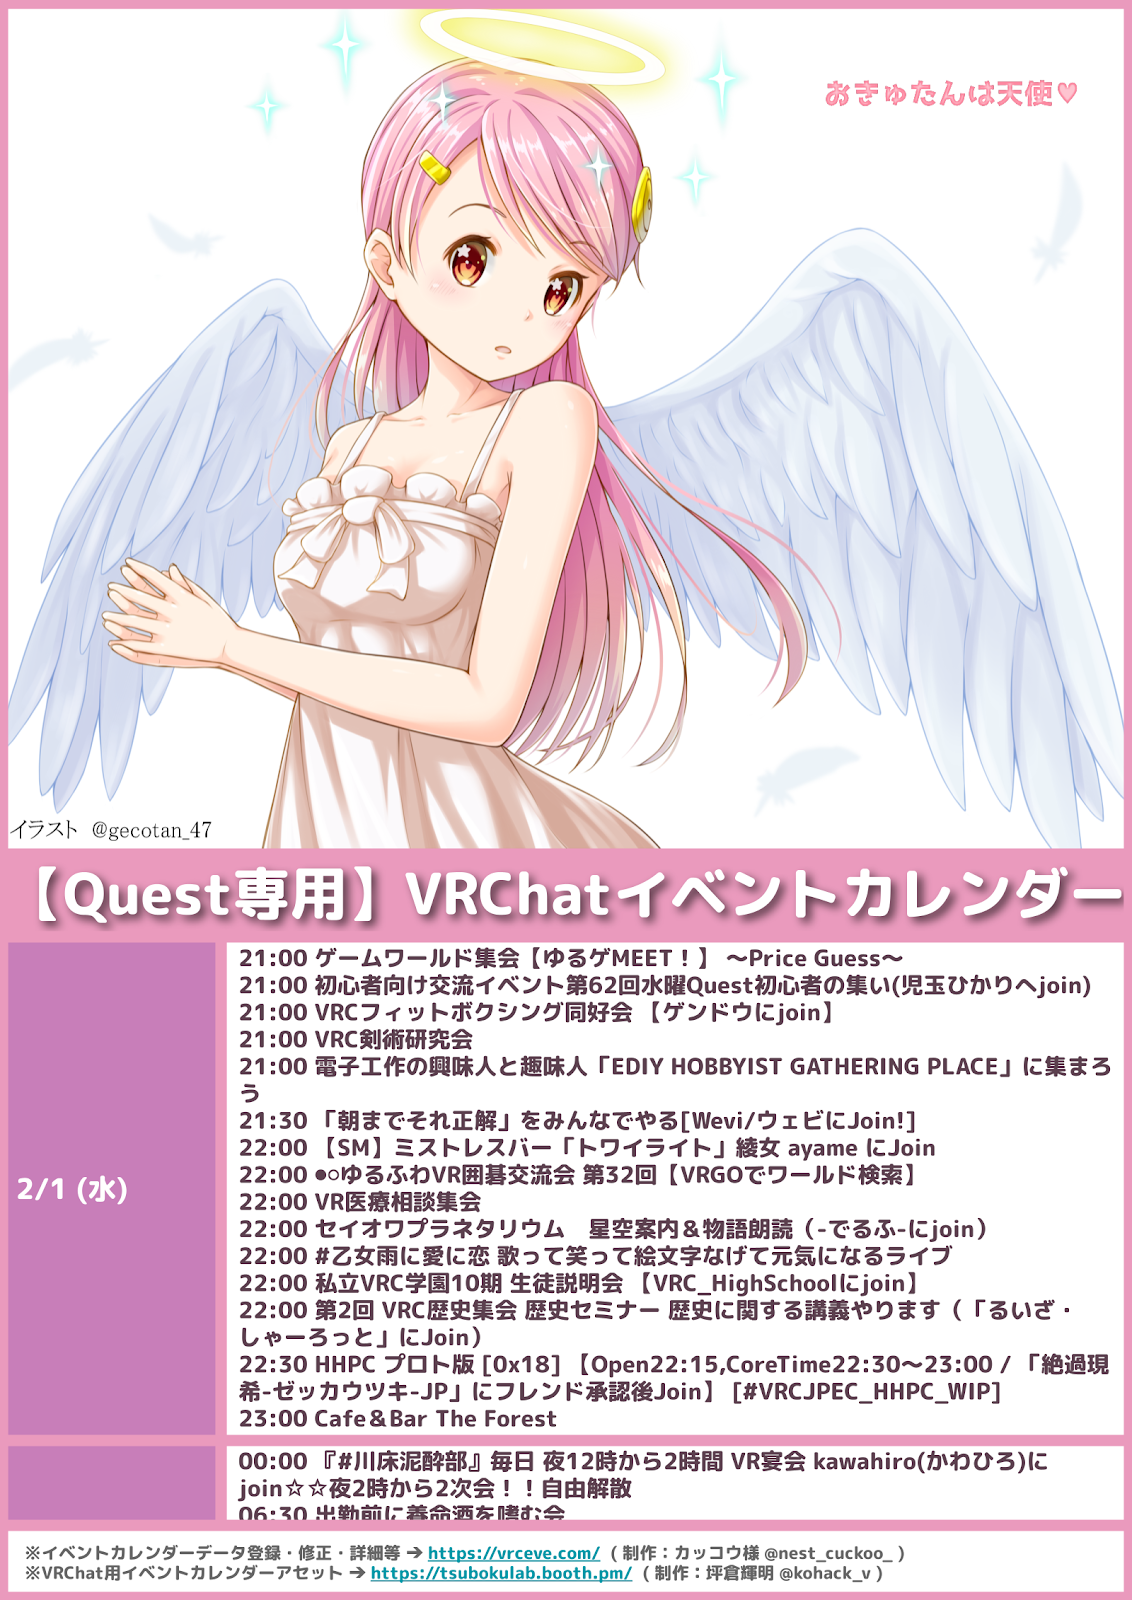 おきゅたんは天使♥
イラスト @gecotan_47
【Quest専用】VRChatイベントカレンダー
2/1 (水)
21:00 ゲームワールド集会【ゆるゲMEET！】 ～Price Guess～
21:00 初心者向け交流イベント第62回水曜Quest初心者の集い(児玉ひかりへjoin)
21:00 VRCフィットボクシング同好会 【ゲンドウにjoin】
21:00 VRC剣術研究会
21:00 電子工作の興味人と趣味人「EDIY HOBBYIST GATHERING PLACE」に集まろ
う
21:30 「朝までそれ正解」をみんなでやる[Wevi/ウェビにJoin!]
22:00 【SM】ミストレスバー「トワイライト」綾女 ayame にJoin
22:00 ●○ゆるふわVR囲碁交流会 第32回【VRGOでワールド検索】
22:00 VR医療相談集会
22:00 セイオワプラネタリウム　星空案内＆物語朗読（-でるふ-にjoin）
22:00 #乙女雨に愛に恋 歌って笑って絵文字なげて元気になるライブ
22:00 私立VRC学園10期 生徒説明会 【VRC_HighSchoolにjoin】
22:00 第2回 VRC歴史集会 歴史セミナー 歴史に関する講義やります（「るいざ・
しゃーろっと」にJoin）
22:30 HHPC プロト版 [0x18] 【Open22:15,CoreTime22:30～23:00 / 「絶過現
希-ゼッカウツキ-JP」にフレンド承認後Join】 [#VRCJPEC_HHPC_WIP]
23:00 Cafe＆Bar The Forest
00:00 『#川床泥酔部』毎日 夜12時から2時間 VR宴会 kawahiro(かわひろ)に
join☆☆夜2時から2次会！！自由解散
06:30 出勤前に養命酒を嗜む会
※イベントカレンダーデータ登録・修正・詳細等 ➔ https://vrceve.com/ ( 制作：カッコウ様 @nest_cuckoo_ )
※VRChat用イベントカレンダーアセット ➔ https://tsubokulab.booth.pm/ ( 制作：坪倉輝明 @kohack_v )